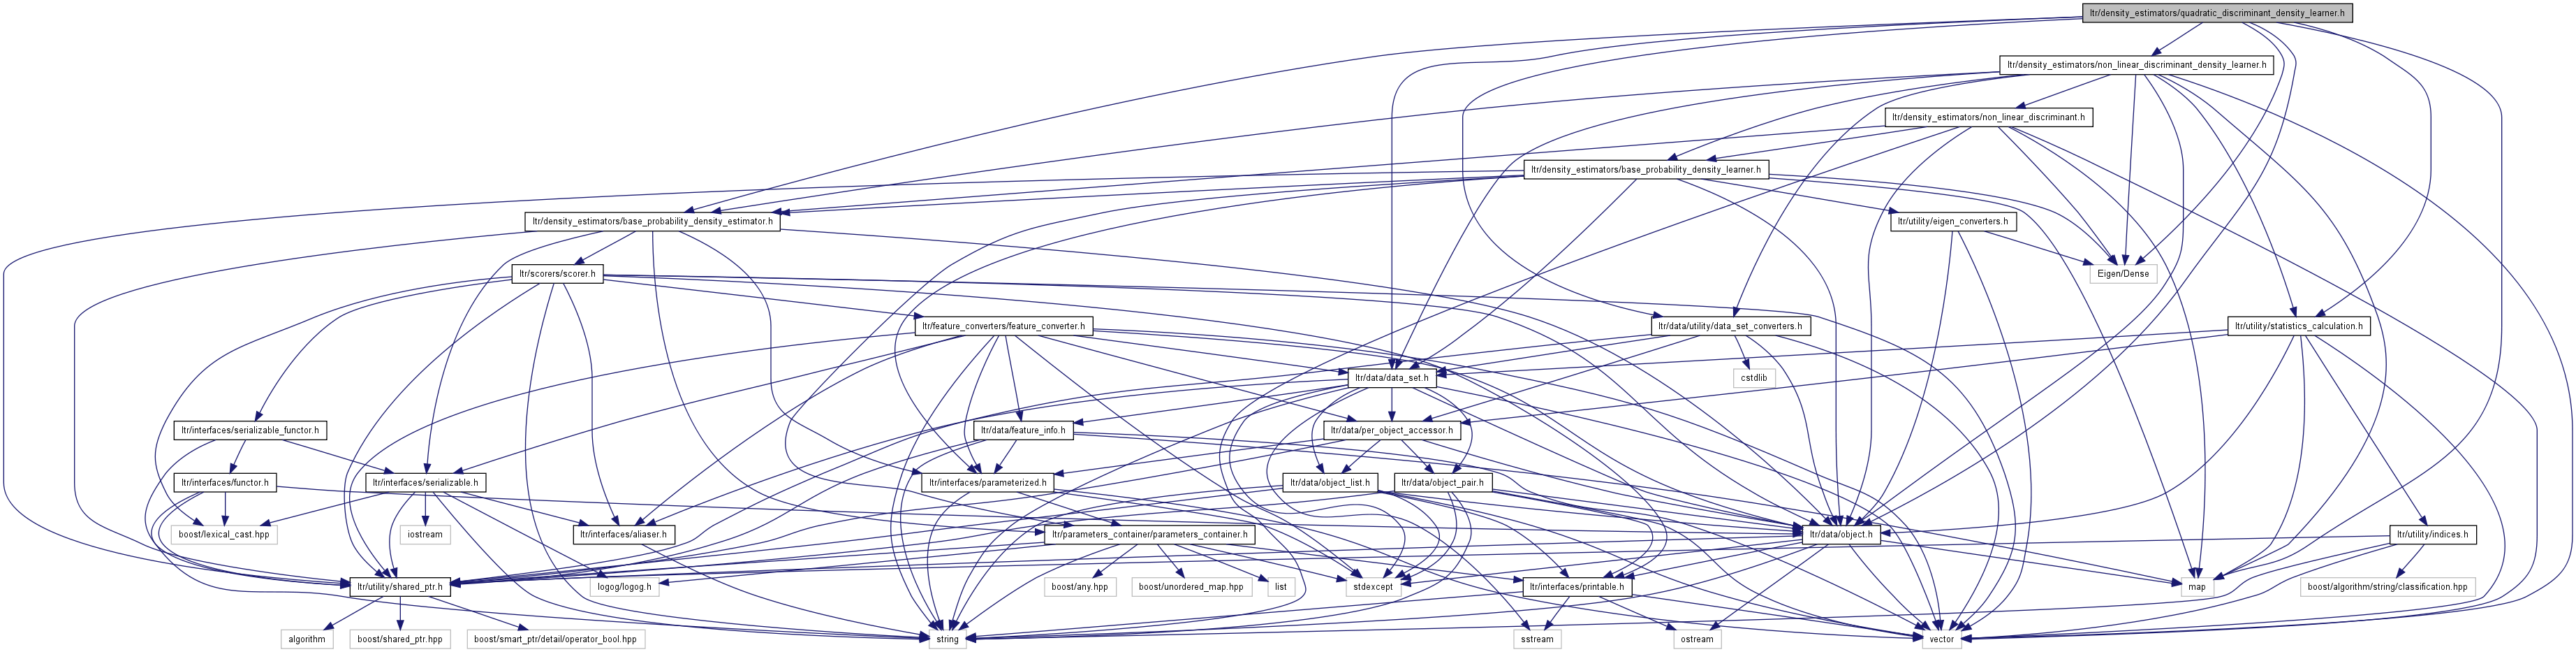 ltr/density_estimators/quadratic_discriminant_density_learner.h
ltr/density_estimators/non_linear_discriminant_density_learner.h
ltr/density_estimators/non_linear_discriminant.h
ltr/density_estimators/base_probability_density_learner.h
ltr/density_estimators/base_probability_density_estimator.h
ltr/utility/eigen_converters.h
ltr/scorers/scorer.h
Eigen/Dense
ltr/feature_converters/feature_converter.h
ltr/data/utility/data_set_converters.h
ltr/utility/statistics_calculation.h
ltr/data/data_set.h
cstdlib
ltr/interfaces/serializable_functor.h
ltr/data/feature_info.h
ltr/data/per_object_accessor.h
ltr/interfaces/functor.h
ltr/interfaces/serializable.h
ltr/interfaces/parameterized.h
ltr/data/object_list.h
ltr/data/object_pair.h
boost/lexical_cast.hpp
iostream
ltr/interfaces/aliaser.h
ltr/parameters_container/parameters_container.h
ltr/data/object.h
ltr/utility/indices.h
ltr/utility/shared_ptr.h
logog/logog.h
boost/any.hpp
boost/unordered_map.hpp
list
stdexcept
ltr/interfaces/printable.h
map
boost/algorithm/string/classification.hpp
algorithm
boost/shared_ptr.hpp
boost/smart_ptr/detail/operator_bool.hpp
string
sstream
ostream
vector